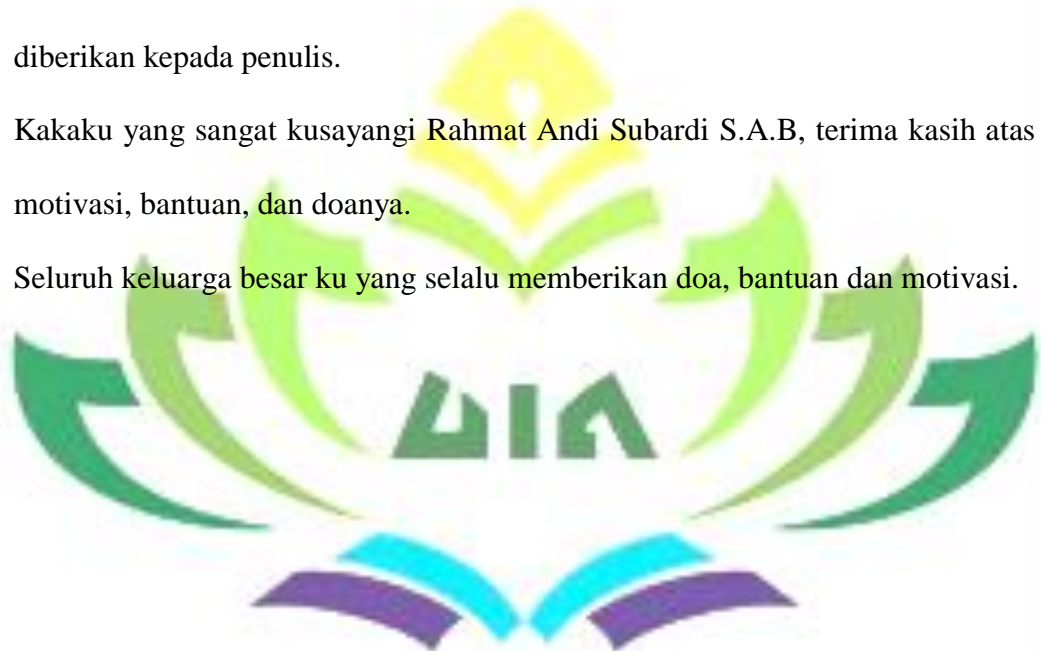 diberikan kepada penulis.
Kakaku yang sangat kusayangi Rahmat Andi Subardi S.A.B, terima kasih atas
motivasi, bantuan, dan doanya.
Seluruh keluarga besar ku yang selalu memberikan doa, bantuan dan motivasi.
UIN